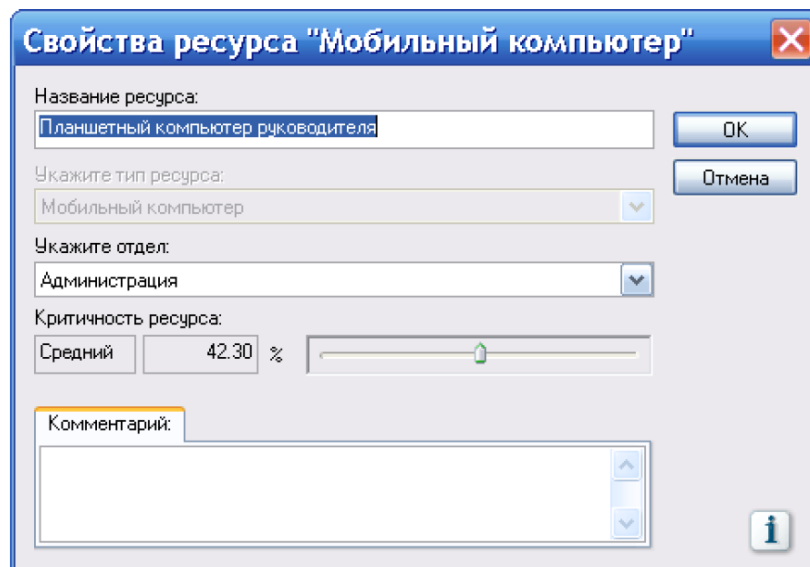 Свойства ресурса "Мобильный компьютер"
Название ресурса:
Планшетный компьютер руководителя
OK
Укажите тип ресурса:
Отмена
Мобильный компьютер
Укажите отдел:
Администрация
Критичность ресурса:
Средний 42.30 %
Комментарий: